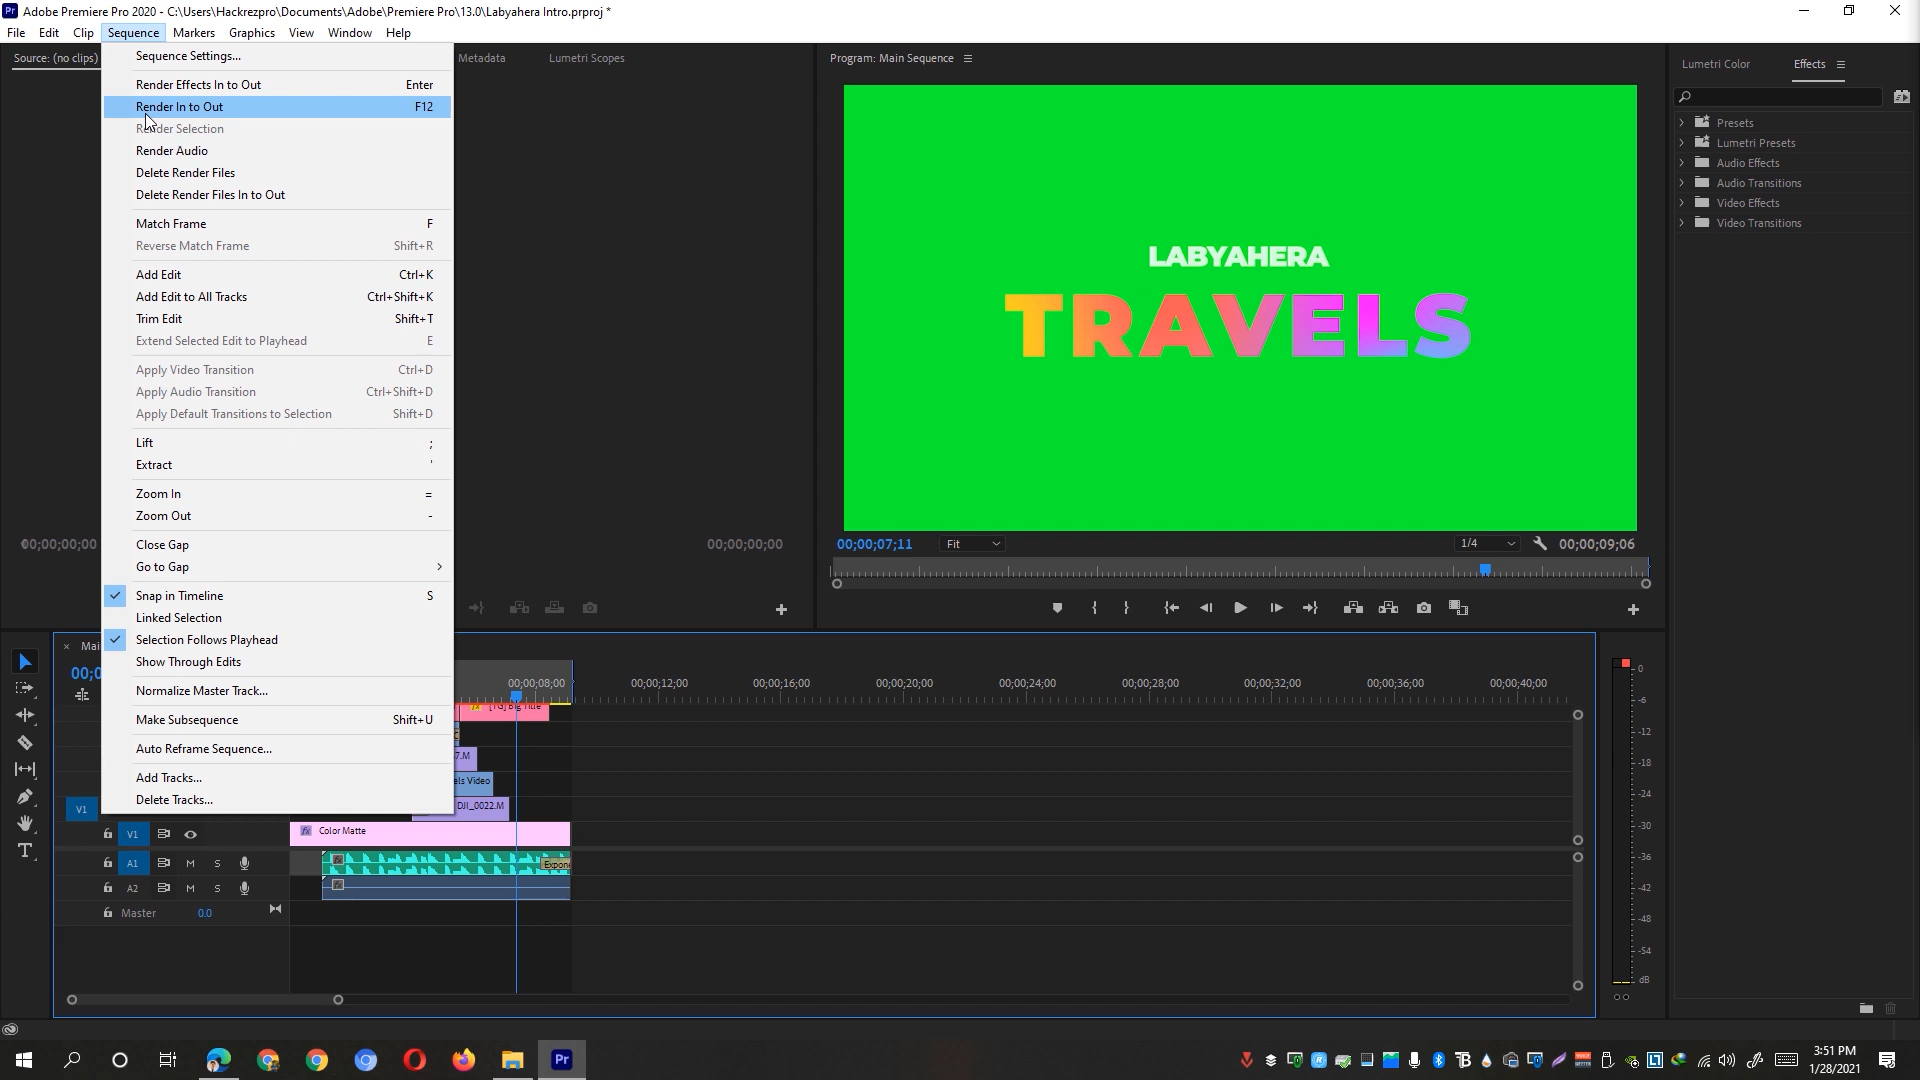 Adobe Premiere Pro 2020 - C:\Users\Hackrezpro\Documents\Adobe\Premiere Pro\13.0\Labyahera Intro.prproj *
File Edit Clip Sequence Markers Graphics View Window Help
Source: (no clips) Metadata Lumetri Scopes
Sequence Settings...
Render Effects In to Out Enter
Render In to Out F12
Render Selection
Render Audio
Delete Render Files
Delete Render Files In to Out
Match Frame F
Reverse Match Frame Shift+R
Add Edit Ctrl+K
Add Edit to All Tracks Ctrl+Shift+K
Trim Edit Shift+T
Extend Selected Edit to Playhead E
Apply Video Transition Ctrl+D
Apply Audio Transition Ctrl+Shift+D
Apply Default Transitions to Selection Shift+D
Lift ;
Extract '
Zoom In =
Zoom Out -
Close Gap
Go to Gap
Snap in Timeline S
Linked Selection
Selection Follows Playhead
Show Through Edits
Normalize Master Track...
Make Subsequence Shift+U
Auto Reframe Sequence...
Add Tracks...
Delete Tracks...
00;00;00;00 00;00;00;00
Program: Main Sequence
LABYAHERA
TRAVELS
00;00;07;11 Fit 1/4 00;00;09;06
Lumetri Color Effects
Presets
Lumetri Presets
Audio Effects
Audio Transitions
Video Effects
Video Transitions
Mai
00;0
00;00;08;00 00;00;12;00 00;00;16;00 00;00;20;00 00;00;24;00 00;00;28;00 00;00;32;00 00;00;36;00 00;00;40;00
fx [TG] Big Title
7.M
els Video
V1 DJI_0022.M
V1 fx Color Matte
A1 M S Expone
A2 M S
Master 0.0
0
-6
-12
-18
-24
-30
-36
-42
-48
-54
dB
Pr
3:51 PM
1/28/2021